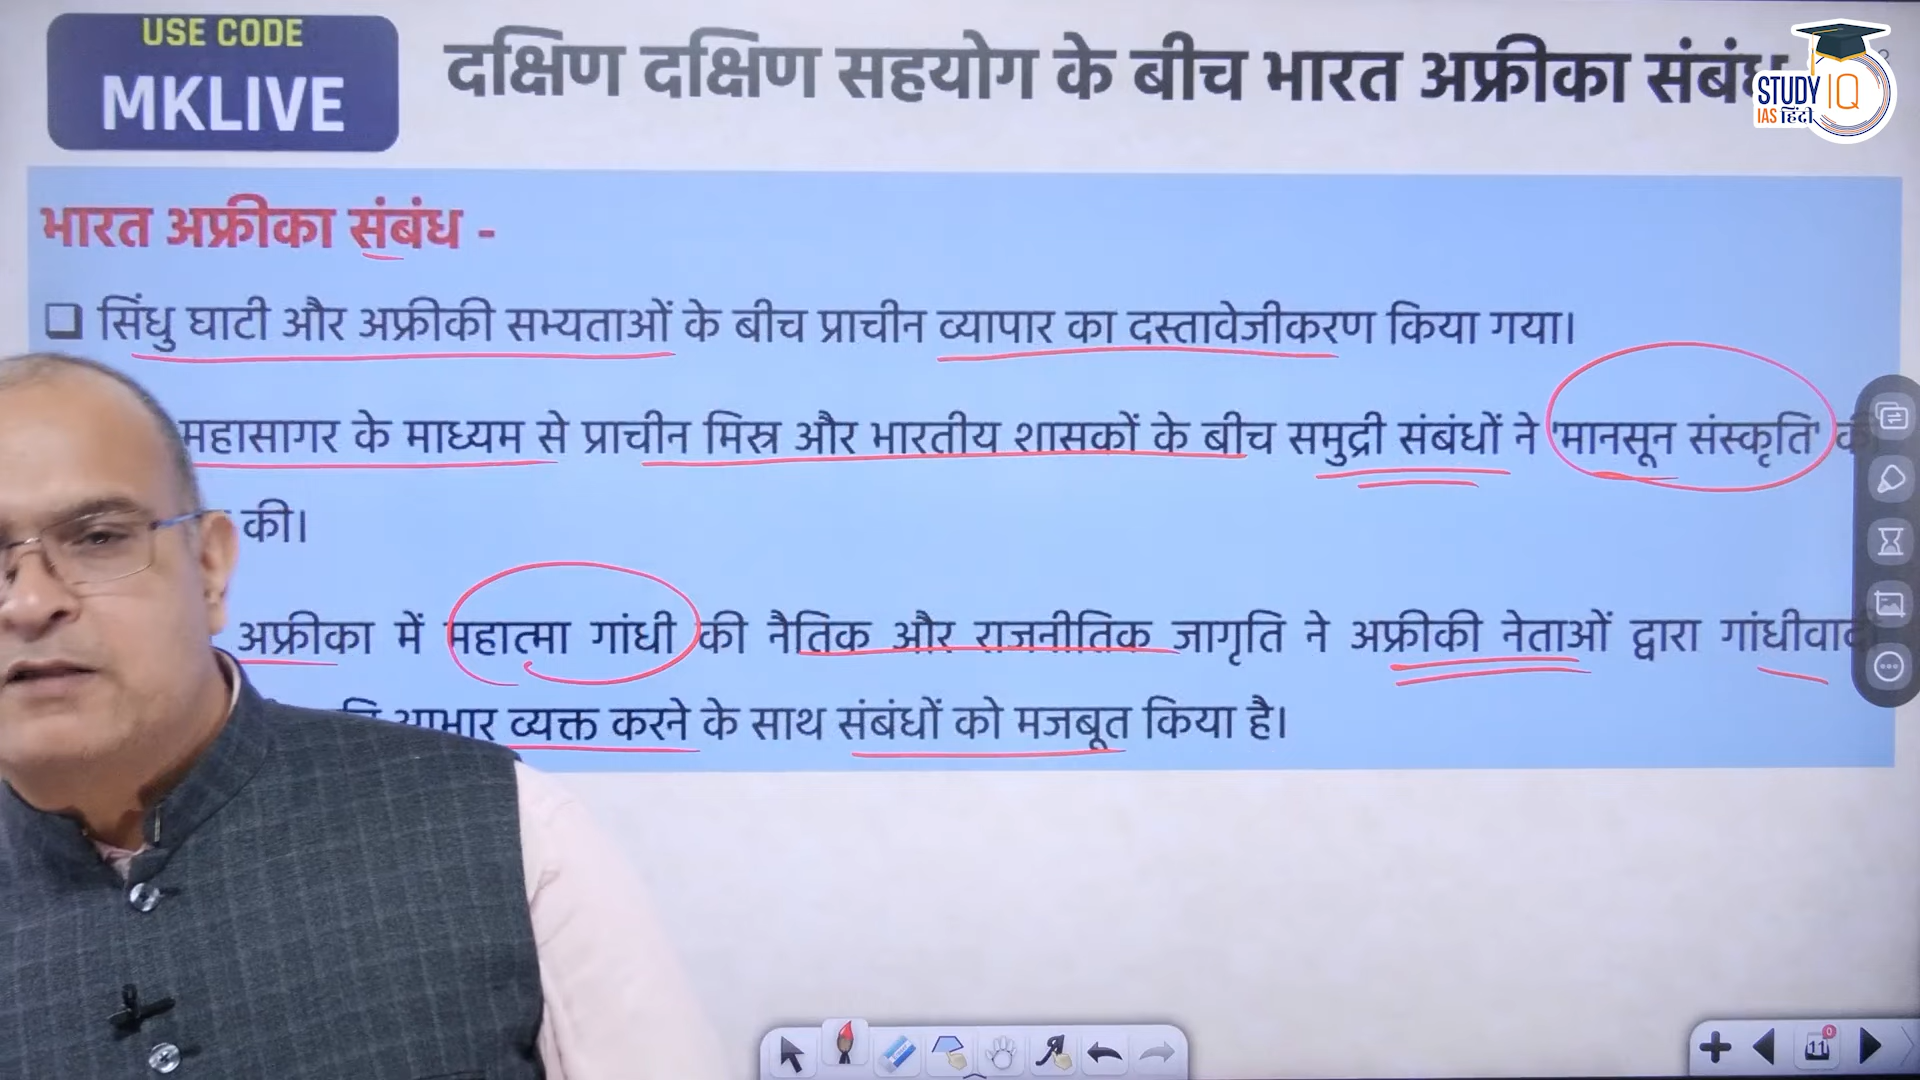 USE CODE
MKLIVE
दक्षिण दक्षिण सहयोग के बीच भारत अफ्रीका संबंध
STUDY IQ
IAS हिंदी
भारत अफ्रीका संबंध -
सिंधु घाटी और अफ्रीकी सभ्यताओं के बीच प्राचीन व्यापार का दस्तावेजीकरण किया गया।
महासागर के माध्यम से प्राचीन मिस्र और भारतीय शासकों के बीच समुद्री संबंधों ने 'मानसून संस्कृति'
की।
अफ्रीका में महात्मा गांधी की नैतिक और राजनीतिक जागृति ने अफ्रीकी नेताओं द्वारा गांधीवाद
आभार व्यक्त करने के साथ संबंधों को मजबूत किया है।
11
0